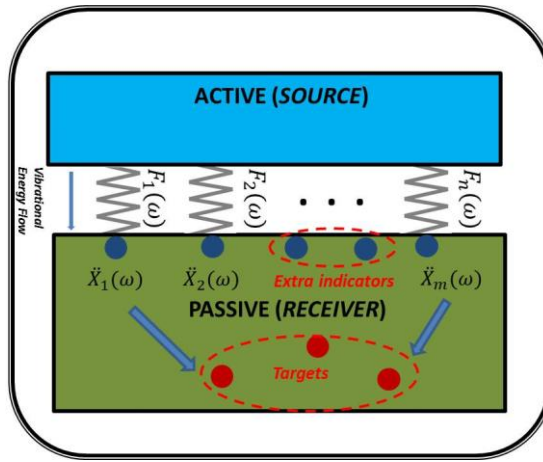 ACTIVE (SOURCE)
Vibrational
Energy Flow
F₁(ω)
F₂(ω)
. . .
Fₙ(ω)
Ẍ₁(ω)
Ẍ₂(ω)
Extra indicators
Ẍₘ(ω)
PASSIVE (RECEIVER)
Targets